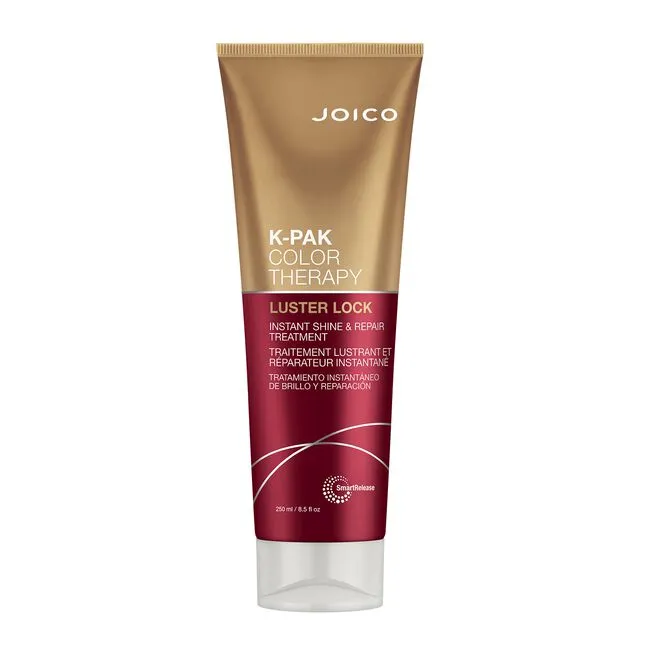 JOICO
K-PAK
COLOR
THERAPY
LUSTER LOCK
INSTANT SHINE & REPAIR
TREATMENT
TRAITEMENT LUSTRANT ET
RÉPARATEUR INSTANTANÉ
TRATAMIENTO INSTANTÁNEO
DE BRILLO Y REPARACIÓN
SmartRelease
250 ml / 8.5 fl oz